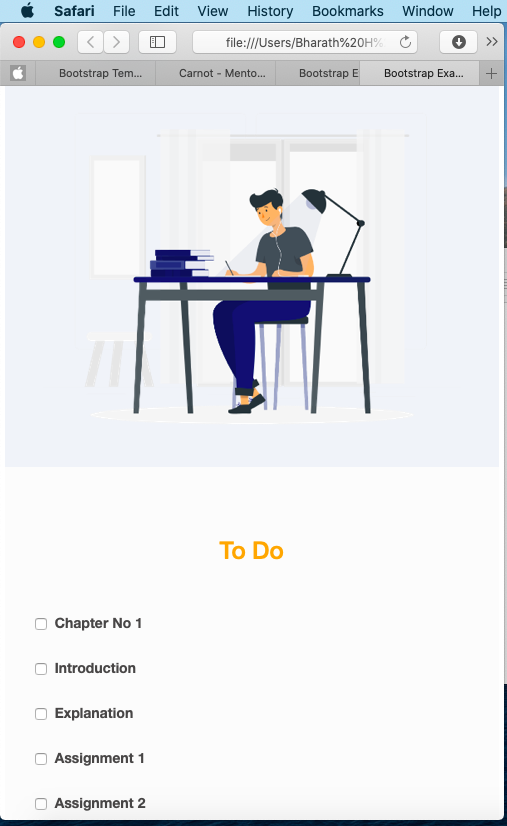 Safari File Edit View History Bookmarks Window Help
file:///Users/Bharath%20H%
Bootstrap Tem... Carnot - Mento... Bootstrap E Bootstrap Exa...
To Do
Chapter No 1
Introduction
Explanation
Assignment 1
Assignment 2